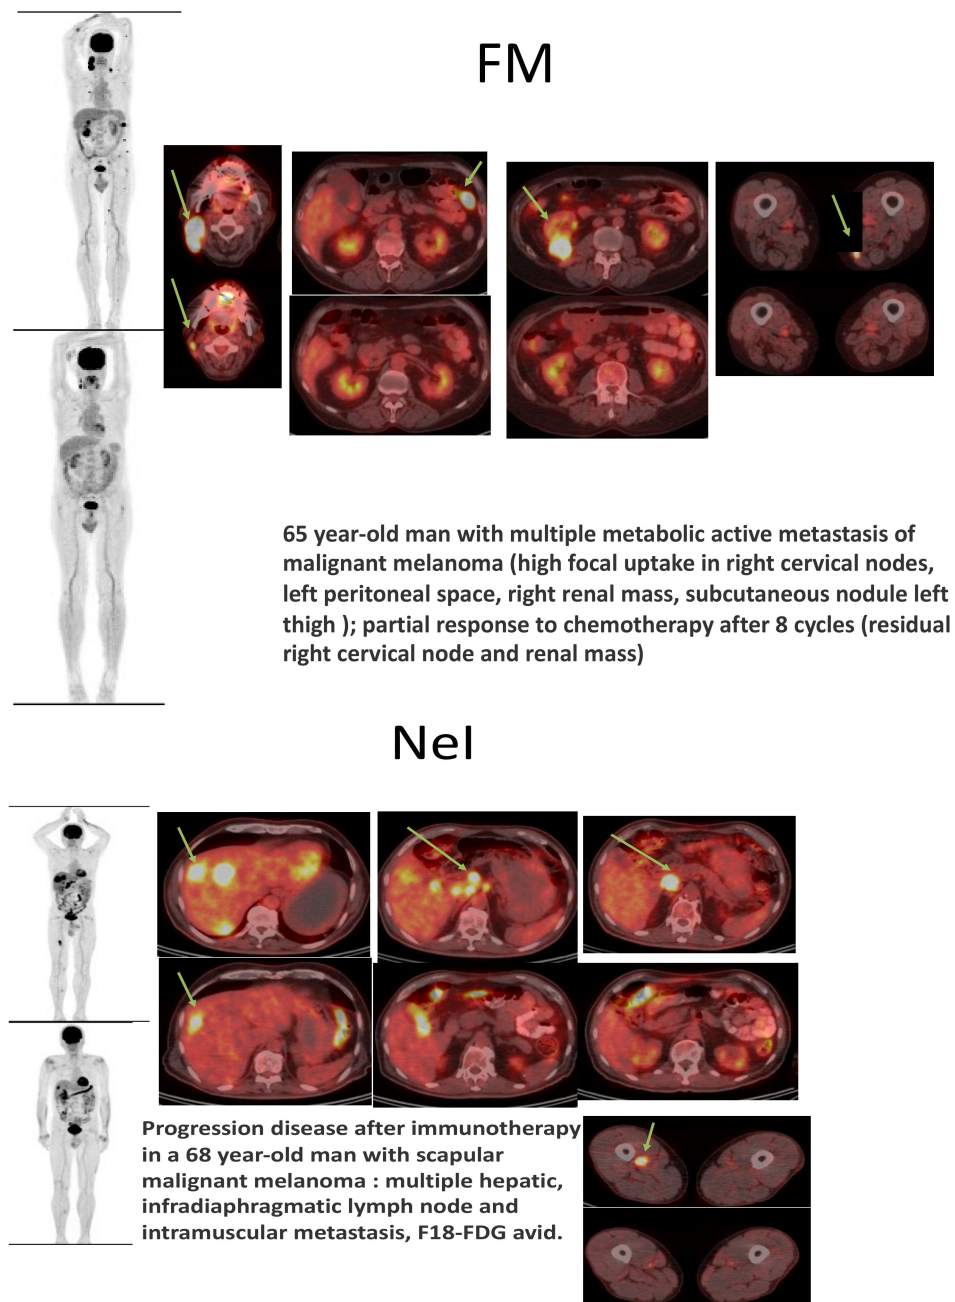 FM
65 year-old man with multiple metabolic active metastasis of
malignant melanoma (high focal uptake in right cervical nodes,
left peritoneal space, right renal mass, subcutaneous nodule left
thigh ); partial response to chemotherapy after 8 cycles (residual
right cervical node and renal mass)
NeI
Progression disease after immunotherapy
in a 68 year-old man with scapular
malignant melanoma : multiple hepatic,
infradiaphragmatic lymph node and
intramuscular metastasis, F18-FDG avid.